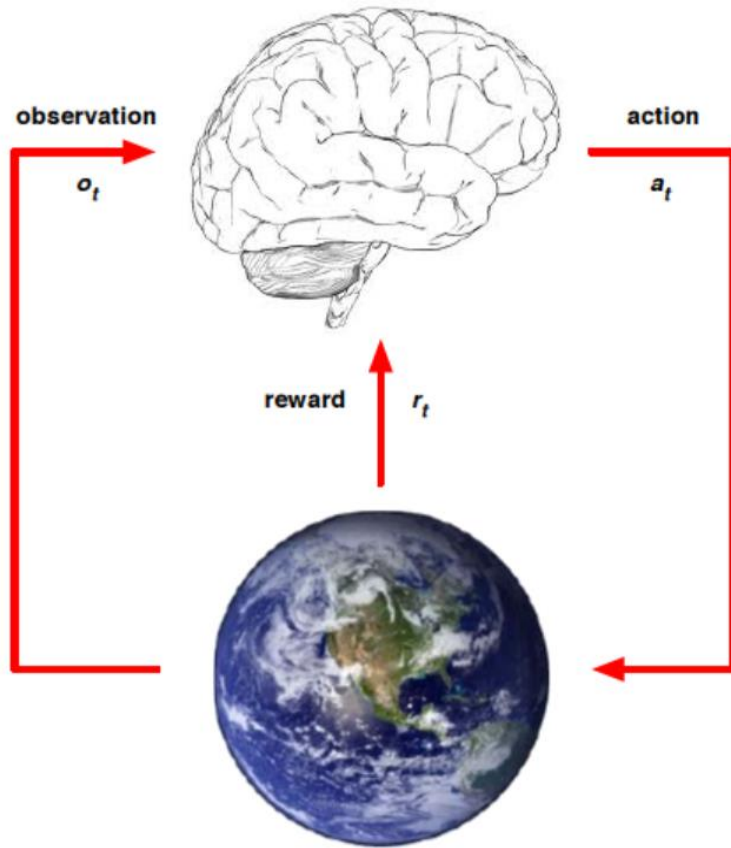 observation
o_t
action
a_t
reward r_t